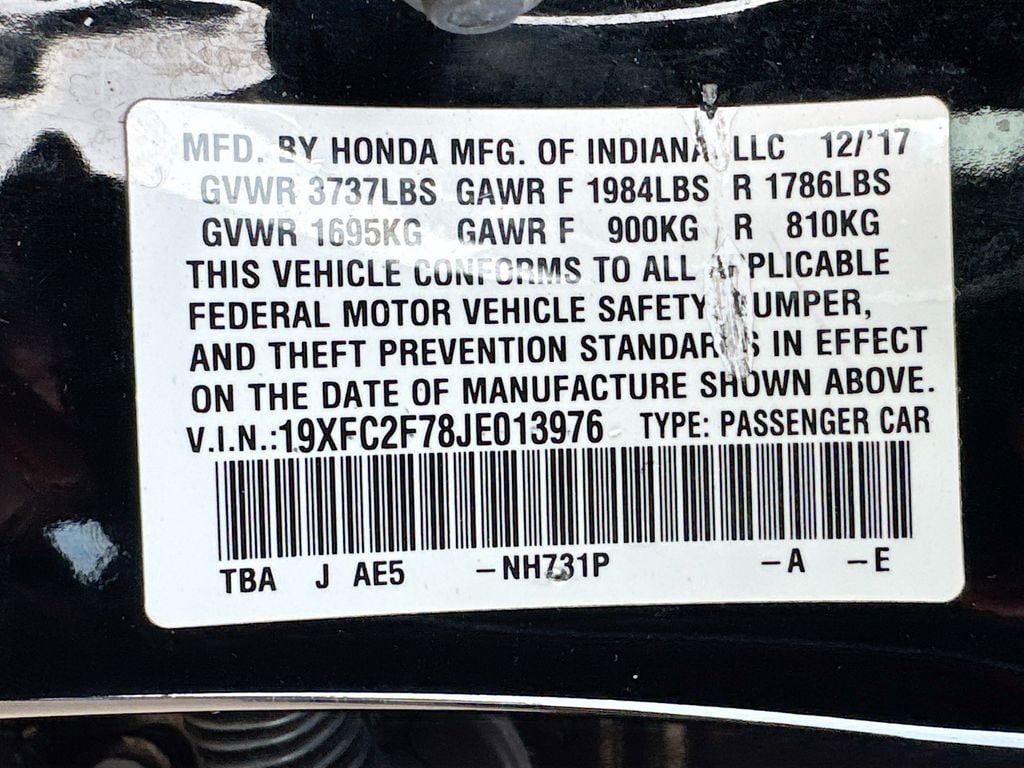 MFD. BY HONDA MFG. OF INDIANA LLC 12/'17
GVWR 3737LBS GAWR F 1984LBS R 1786LBS
GVWR 1695KG GAWR F 900KG R 810KG
THIS VEHICLE CONFORMS TO ALL APPLICABLE
FEDERAL MOTOR VEHICLE SAFETY, BUMPER,
AND THEFT PREVENTION STANDARDS IN EFFECT
ON THE DATE OF MANUFACTURE SHOWN ABOVE.
V.I.N.:19XFC2F78JE013976 TYPE: PASSENGER CAR
TBA J AE5 –NH731P –A –E